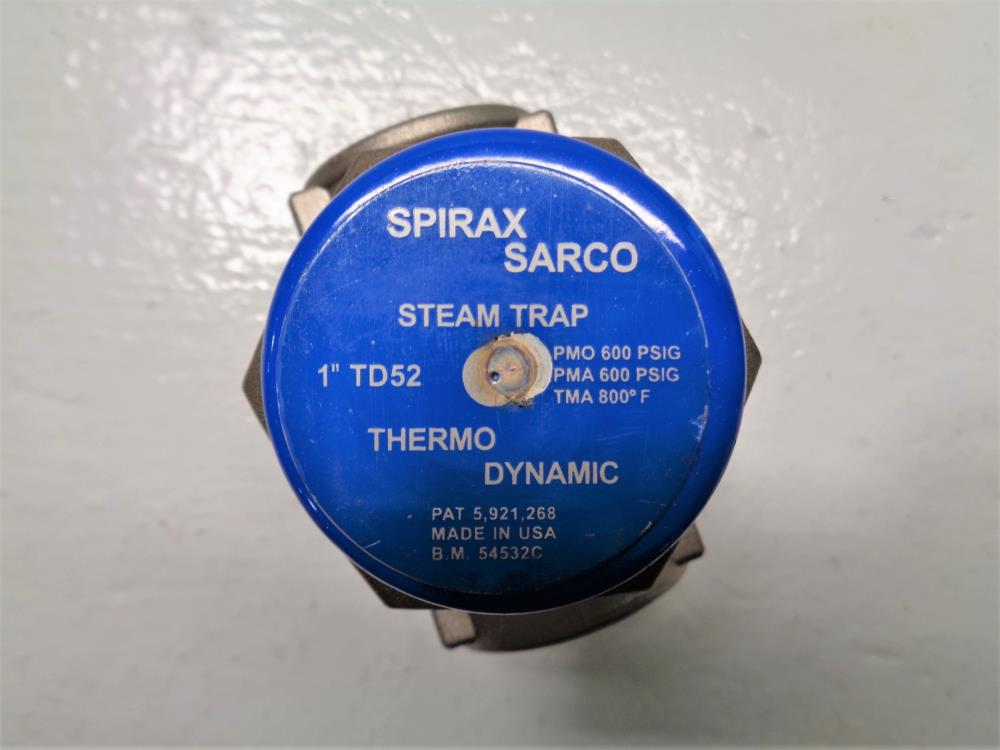 SPIRAX
SARCO
STEAM TRAP
1" TD52
PMO 600 PSIG
PMA 600 PSIG
TMA 800° F
THERMO
DYNAMIC
PAT 5,921,268
MADE IN USA
B.M. 54532C